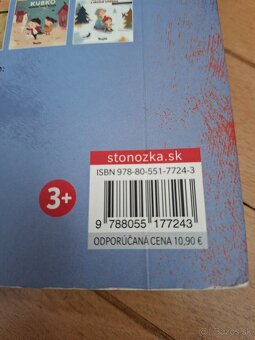 KUBKO
stonozka.sk
ISBN 978-80-551-7724-3
3+
9 788055 177243
ODPORÚČANÁ CENA 10,90 €